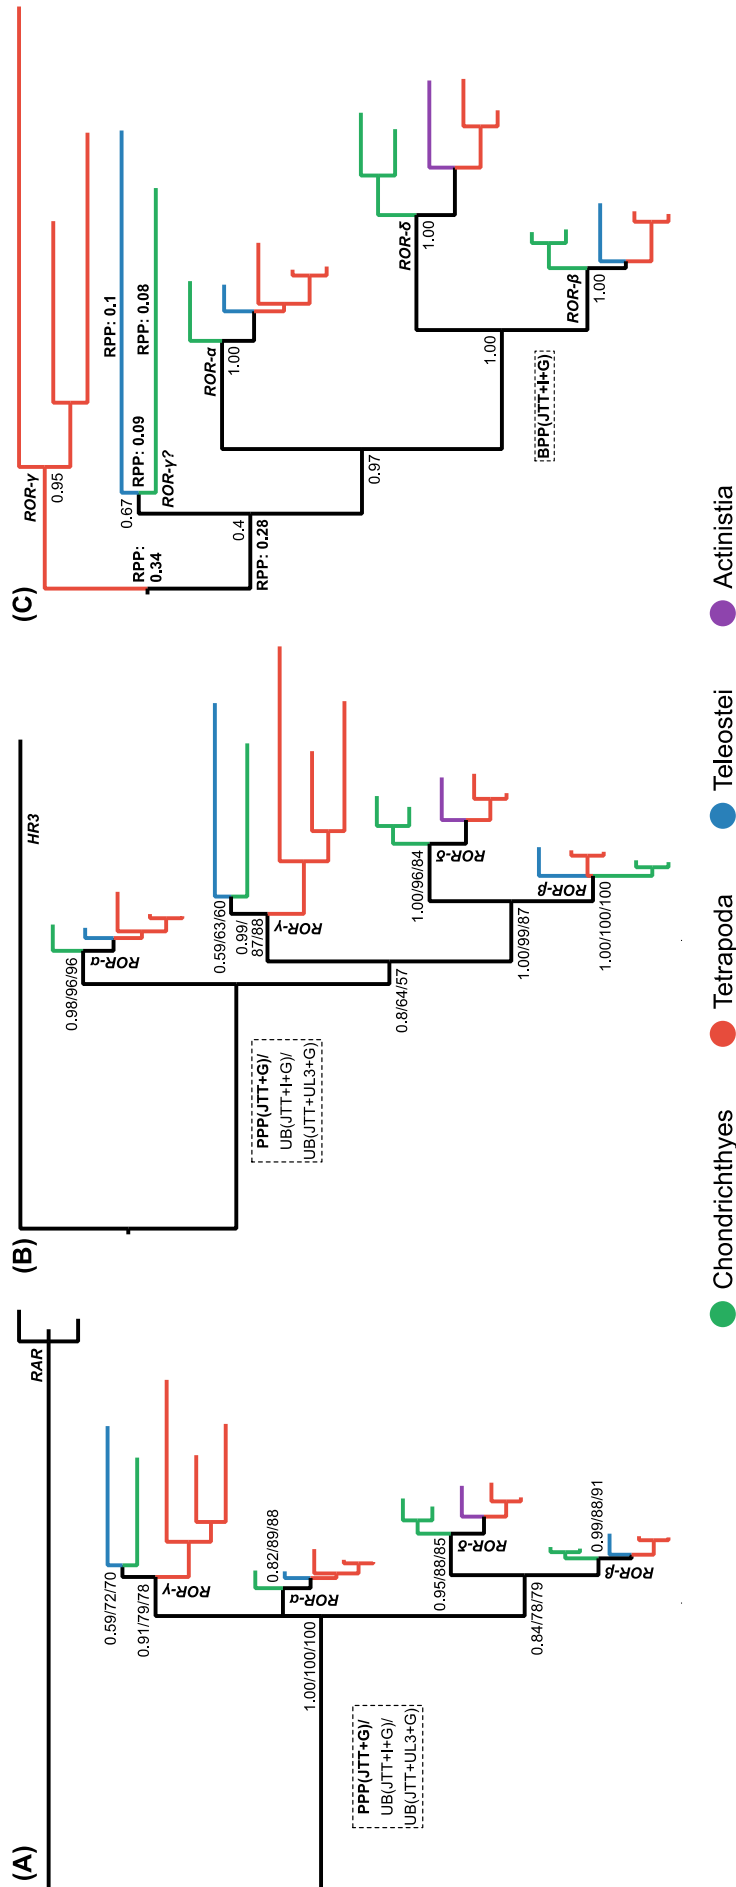 (A)
RAR
0.59/72/70
0.91/79/78
ROR-γ
0.82/89/88
ROR-α
1.00/100/100
0.95/88/85
ROR-δ
0.84/78/79
0.99/88/91
ROR-β
PPP(JTT+G)/
UB(JTT+I+G)/
UB(JTT+UL3+G)
(B)
HR3
0.98/96/96
ROR-α
0.59/63/60
0.99/
87/88
ROR-γ
0.8/64/57
1.00/96/84
ROR-δ
1.00/99/87
ROR-β
1.00/100/100
PPP(JTT+G)/
UB(JTT+I+G)/
UB(JTT+UL3+G)
(C)
ROR-γ
0.95
RPP: 0.1
RPP: 0.08
RPP: 0.09
0.67
ROR-γ?
RPP:
0.34
0.4
RPP: 0.28
ROR-α
1.00
0.97
ROR-δ
1.00
1.00
ROR-β
1.00
BPP(JTT+I+G)
Chondrichthyes
Tetrapoda
Teleostei
Actinistia